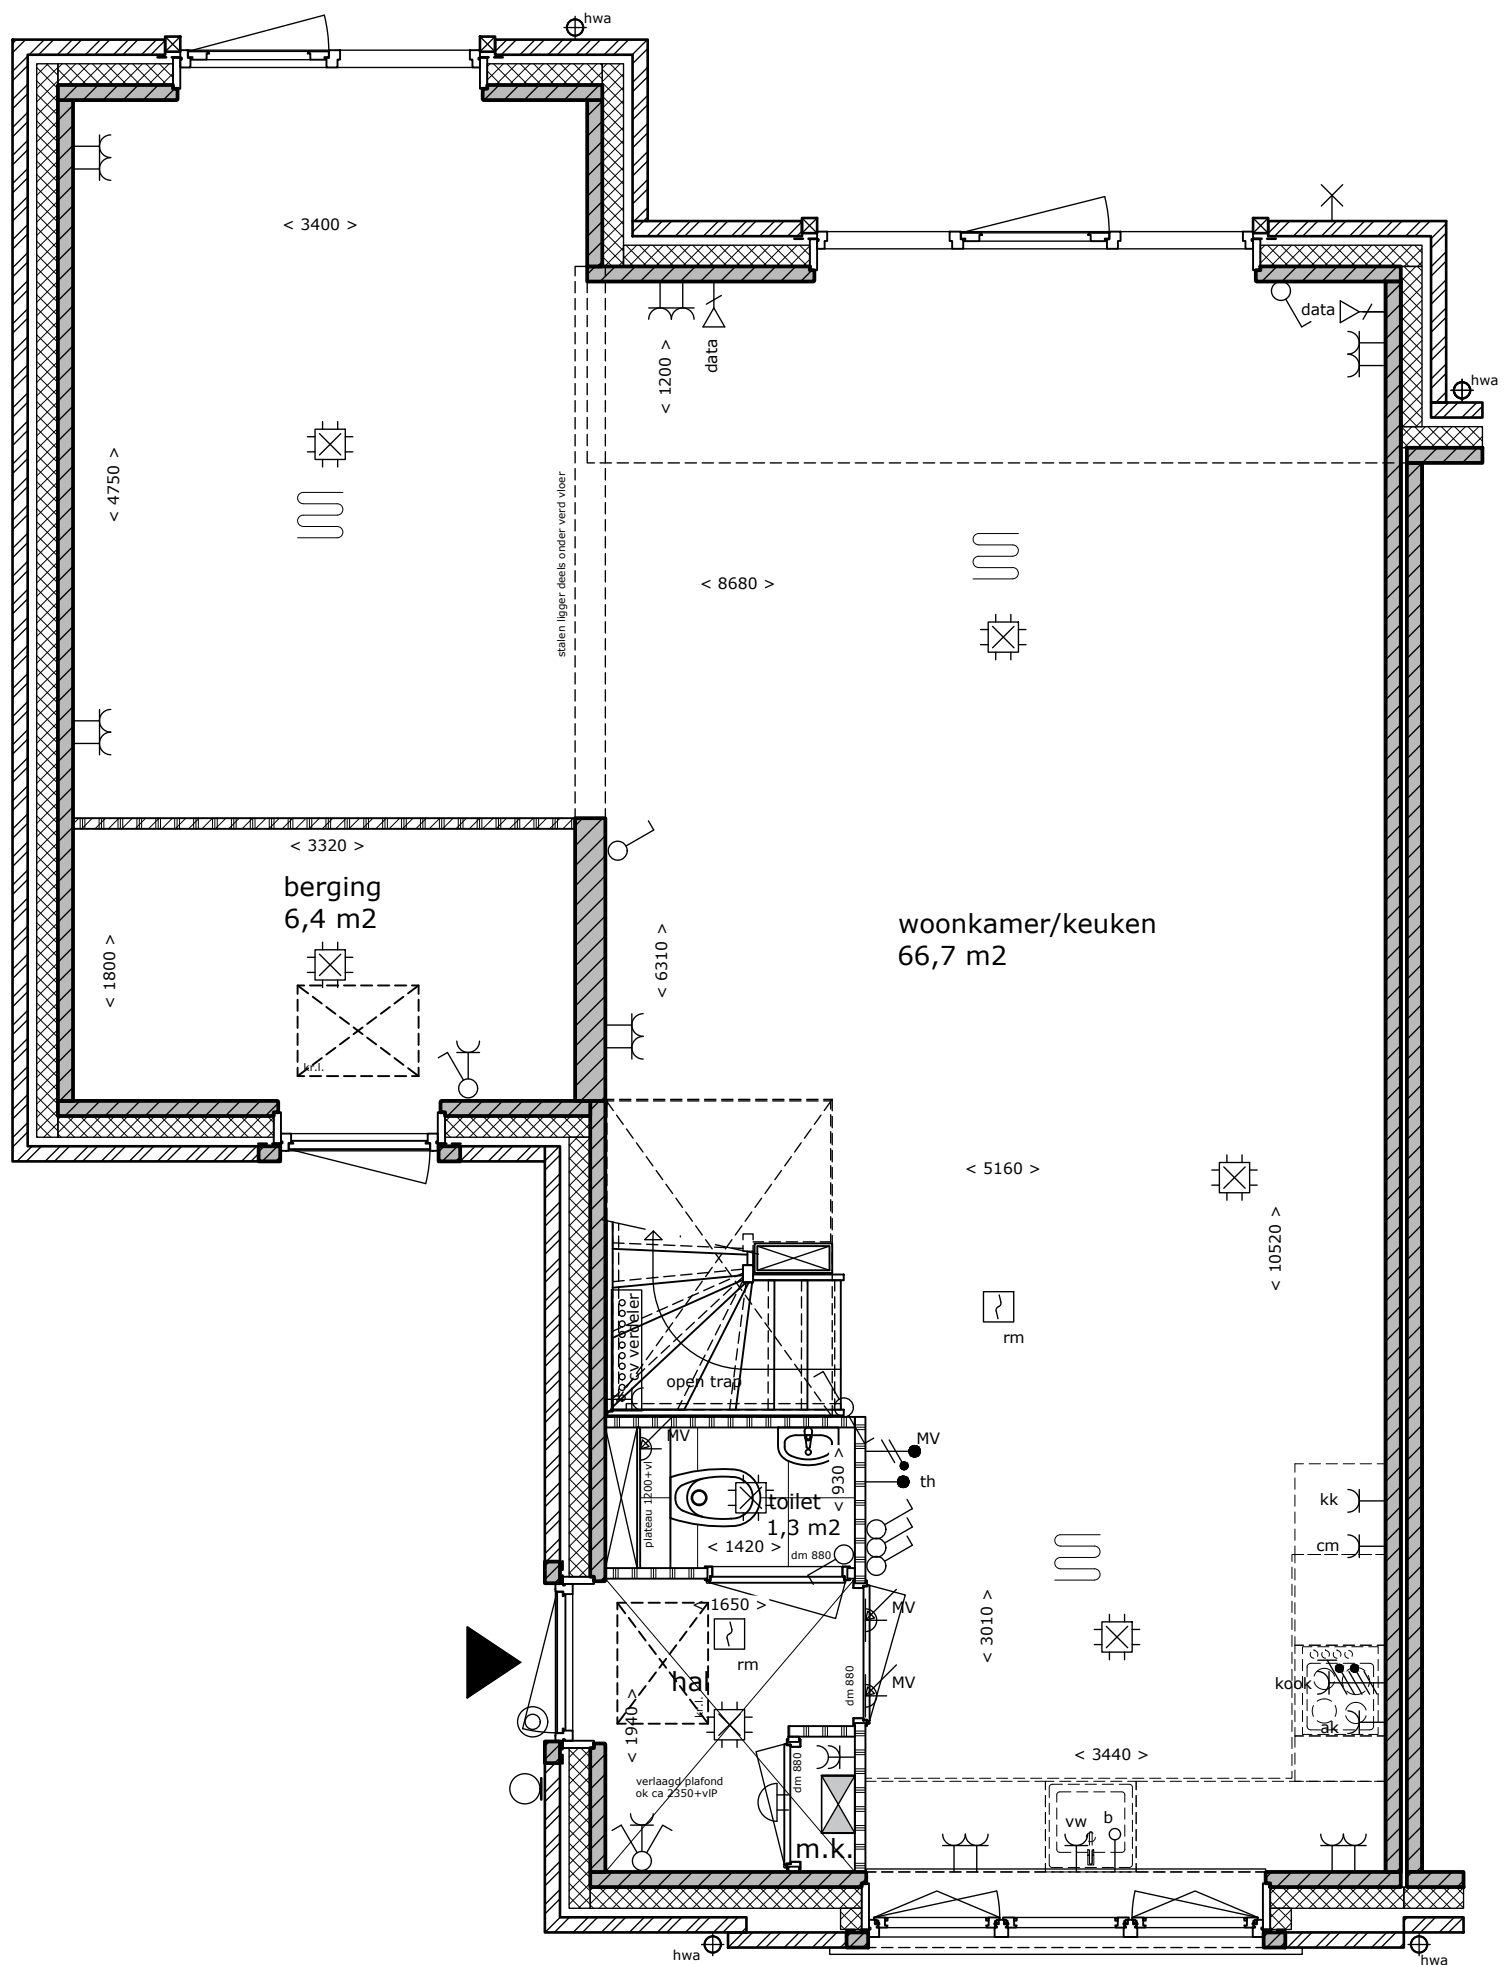 hwa
< 3400 >
data
hwa
< 1200 >
data
< 4750 >
stalen ligger deels onder verd vloer
< 8680 >
< 3320 >
berging
6,4 m2
woonkamer/keuken
66,7 m2
< 1800 >
< 6310 >
kr.l.
< 5160 >
< 10520 >
cv verdeler
rm
open trap
MV
MV
< 930 >
th
plateau 1200+vl
toilet
1,3 m2
kk
< 1420 >
dm 880
cm
< 1650 >
MV
< 3010 >
rm
hal
dm 880
MV
kook
kr.l.
< 1940 >
ak
< 3440 >
dm 880
verlaagd plafond
ok ca 2350+vlP
vw
b
m.k.
hwa
hwa